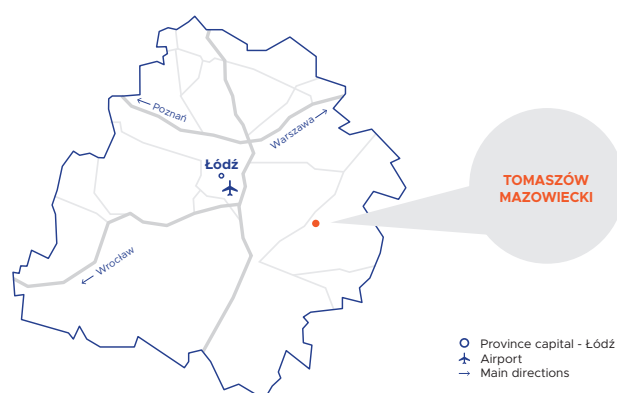 ← Poznań
Warszawa →
Łódź
TOMASZÓW
MAZOWIECKI
← Wrocław
Province capital - Łódź
Airport
→ Main directions